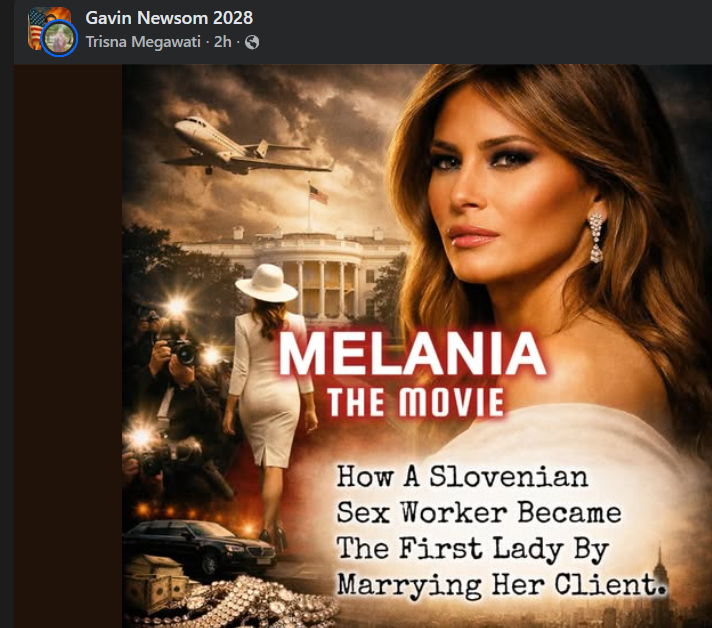 Gavin Newsom 2028
Trisna Megawati · 2h ·
MELANIA
THE MOVIE
How A Slovenian
Sex Worker Became
The First Lady By
Marrying Her Client.